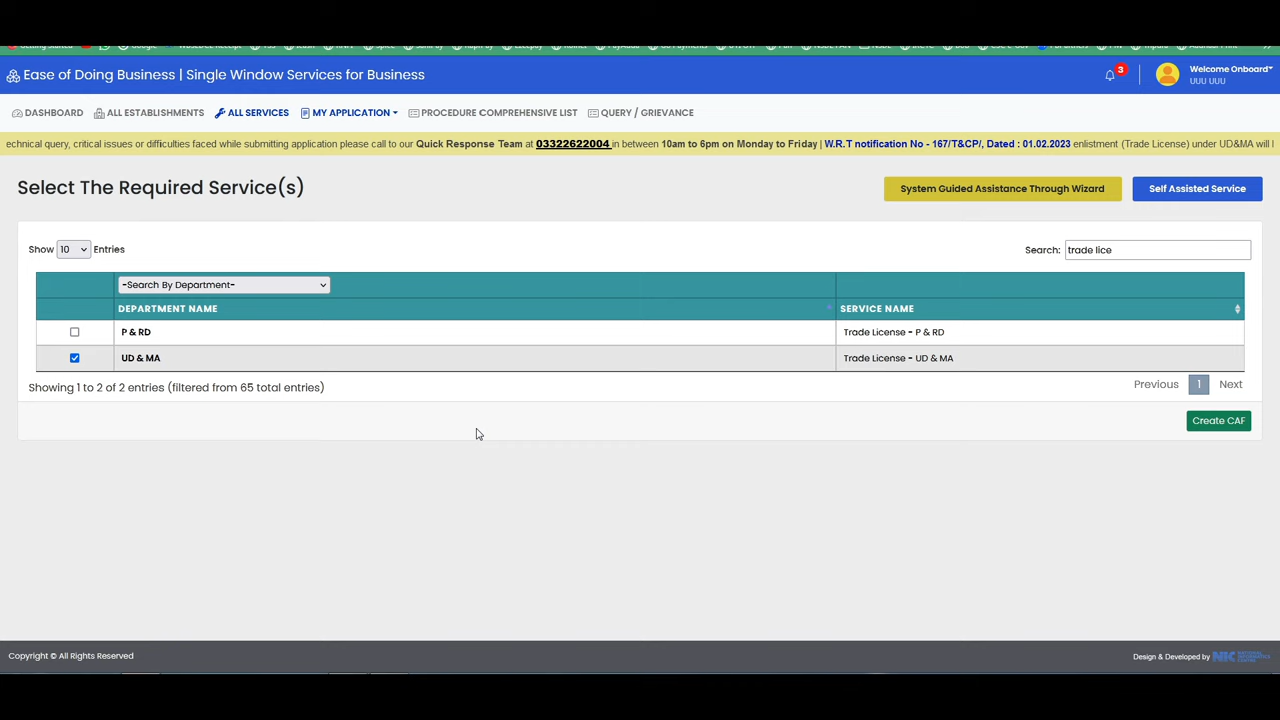 Ease of Doing Business | Single Window Services for Business
3
Welcome Onboard
UUU UUU
DASHBOARD ALL ESTABLISHMENTS ALL SERVICES MY APPLICATION PROCEDURE COMPREHENSIVE LIST QUERY / GRIEVANCE
echnical query, critical issues or difficulties faced while submitting application please call to our Quick Response Team at 03322622004 in between 10am to 6pm on Monday to Friday | W.R.T notification No - 167/T&CP/, Dated : 01.02.2023 enlistment (Trade License) under UD&MA will
Select The Required Service(s)
System Guided Assistance Through Wizard
Self Assisted Service
Show 10 Entries
Search: trade lice
-Search By Department-
DEPARTMENT NAME SERVICE NAME
P & RD Trade License - P & RD
UD & MA Trade License - UD & MA
Showing 1 to 2 of 2 entries (filtered from 65 total entries)
Previous 1 Next
Create CAF
Copyright © All Rights Reserved
Design & Developed by NIC NATIONAL INFORMATICS CENTRE